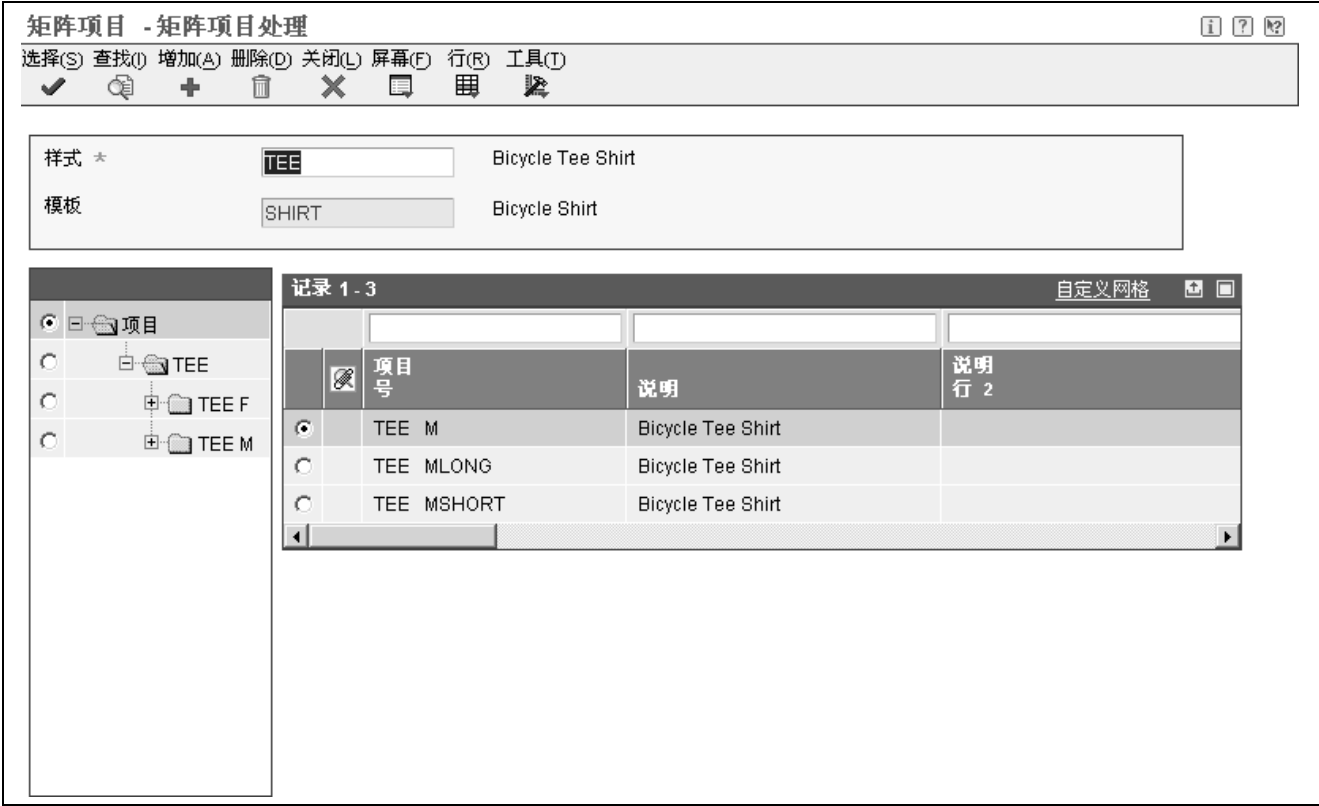 矩阵项目 - 矩阵项目处理
选择(S) 查找(I) 增加(A) 删除(D) 关闭(L) 屏幕(F) 行(R) 工具(T)
样式 * TEE Bicycle Tee Shirt
模板 SHIRT Bicycle Shirt
项目
TEE
TEE F
TEE M
记录 1 - 3 自定义网格
项目 说明
号 说明 行 2
TEE M Bicycle Tee Shirt
TEE MLONG Bicycle Tee Shirt
TEE MSHORT Bicycle Tee Shirt